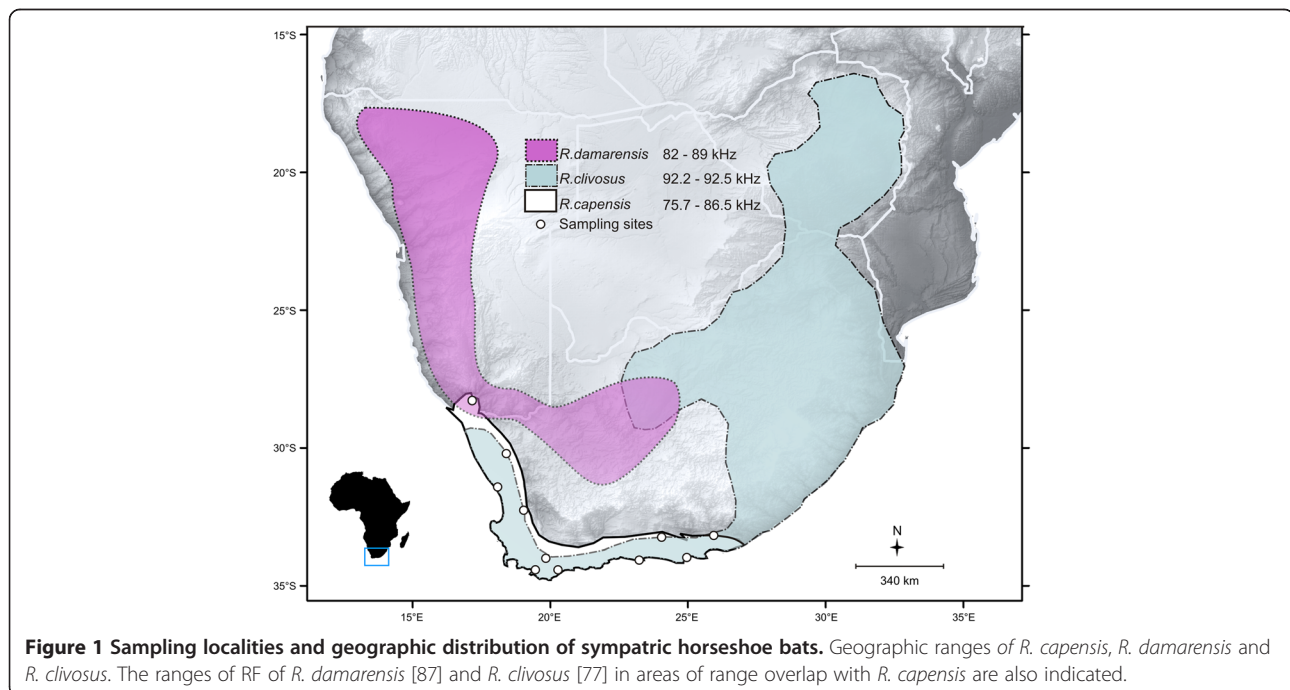 15°S
20°S
25°S
30°S
35°S
R.damarensis 82 - 89 kHz
R.clivosus 92.2 - 92.5 kHz
R.capensis 75.7 - 86.5 kHz
Sampling sites
N
340 km
15°E
20°E
25°E
30°E
35°E
Figure 1 Sampling localities and geographic distribution of sympatric horseshoe bats. Geographic ranges of R. capensis, R. damarensis and
R. clivosus. The ranges of RF of R. damarensis [87] and R. clivosus [77] in areas of range overlap with R. capensis are also indicated.